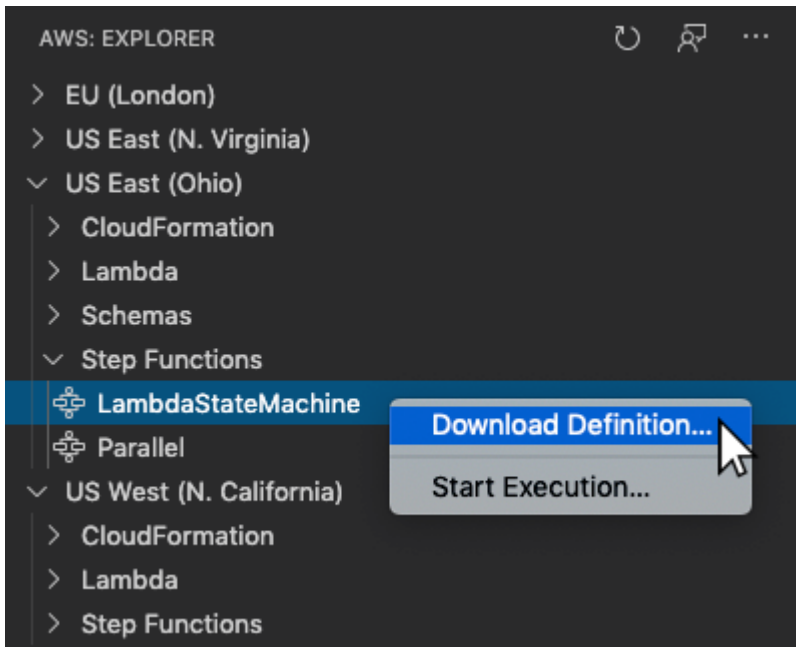 AWS: EXPLORER
EU (London)
US East (N. Virginia)
US East (Ohio)
CloudFormation
Lambda
Schemas
Step Functions
LambdaStateMachine
Download Definition...
Parallel
Start Execution...
US West (N. California)
CloudFormation
Lambda
Step Functions